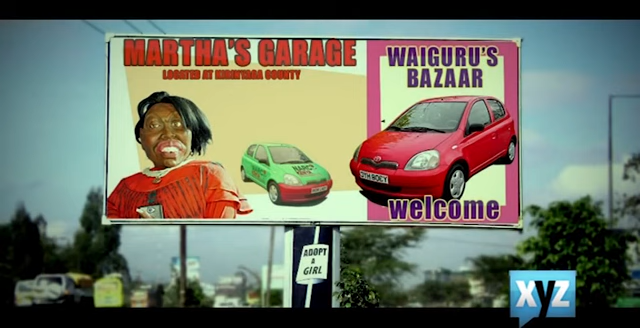 MARTHA'S GARAGE
LOCATED AT KIRINYAGA COUNTY
WAIGURU'S
BAZAAR
welcome
ADOPT
A
GIRL
XYZ